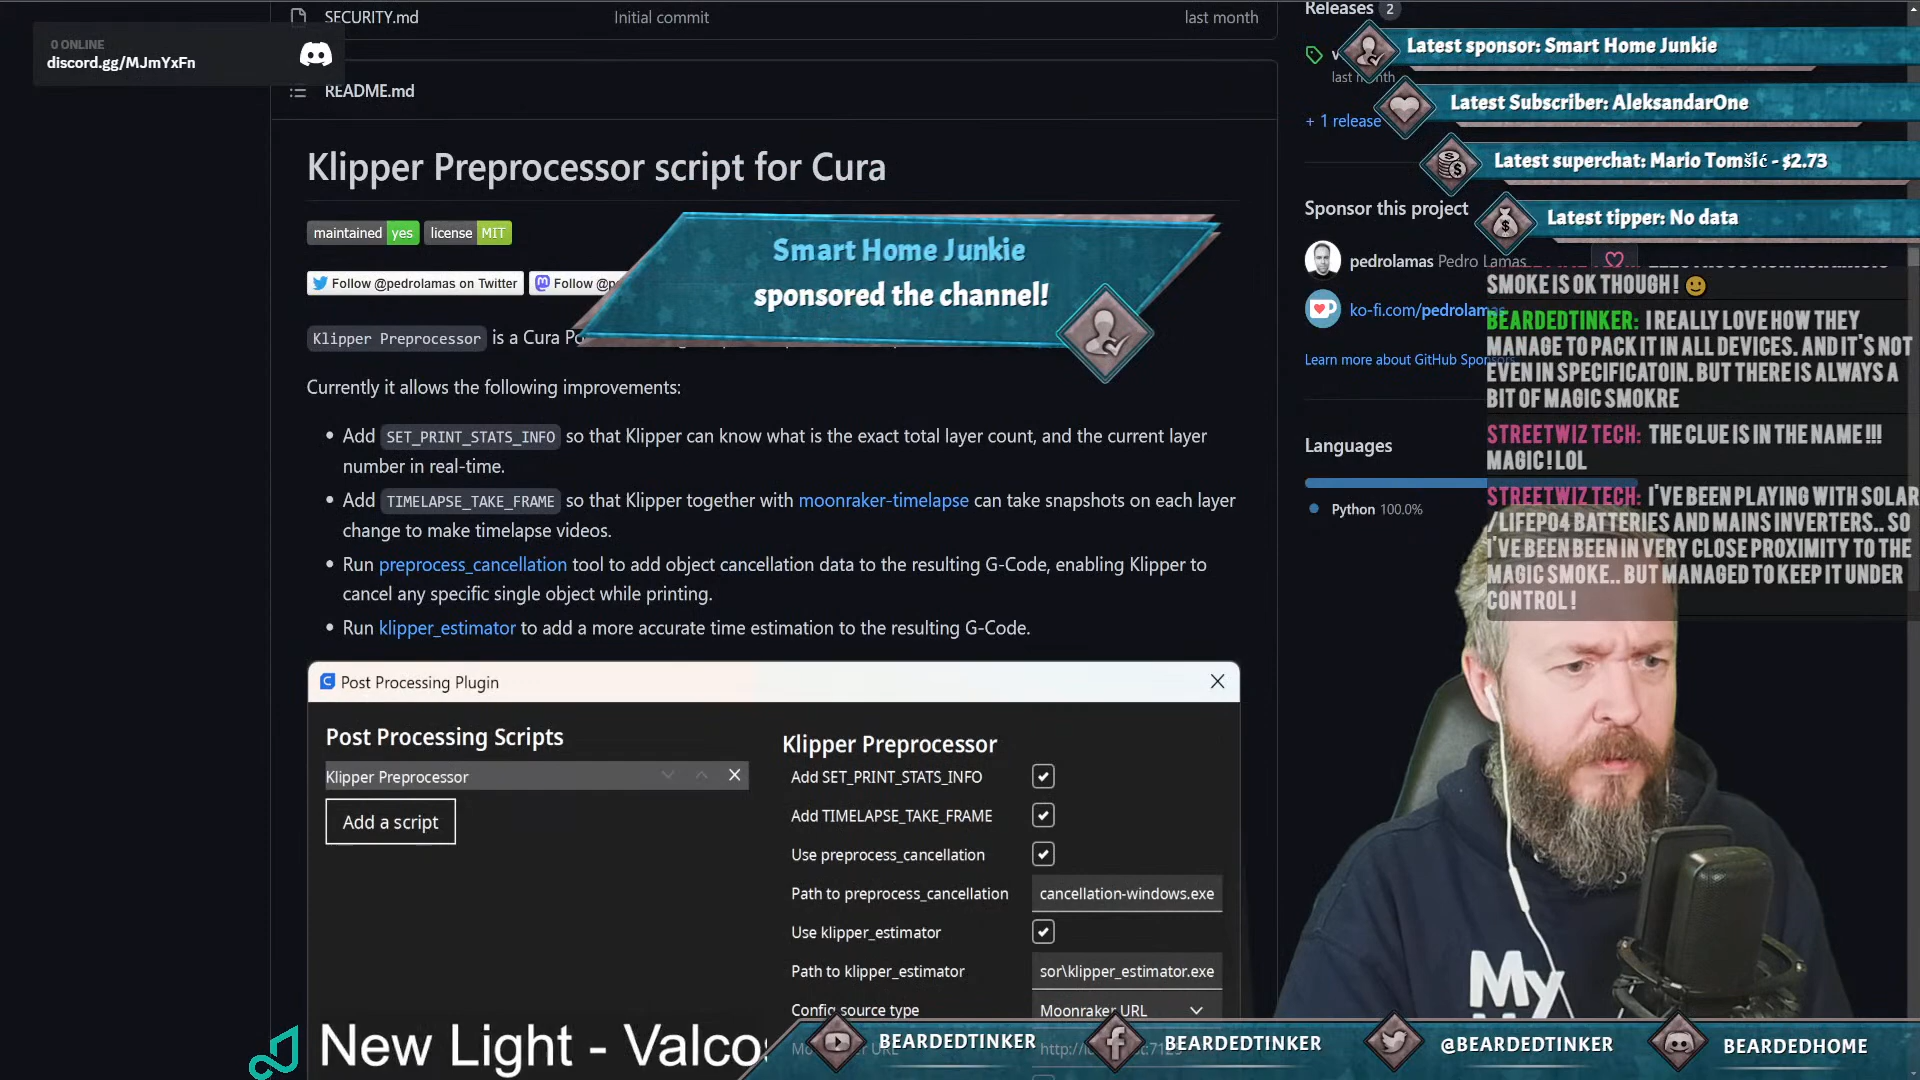 SECURITY.md
Initial commit
last month
0 ONLINE
discord.gg/MJmYxFn
README.md
Klipper Preprocessor script for Cura
maintained yes
license MIT
Follow @pedrolamas on Twitter
Follow
Smart Home Junkie
sponsored the channel!
Klipper Preprocessor is a Cura
Currently it allows the following improvements:
• Add SET_PRINT_STATS_INFO so that Klipper can know what is the exact total layer count, and the current layer
number in real-time.
• Add TIMELAPSE_TAKE_FRAME so that Klipper together with moonraker-timelapse can take snapshots on each layer
change to make timelapse videos.
• Run preprocess_cancellation tool to add object cancellation data to the resulting G-Code, enabling Klipper to
cancel any specific single object while printing.
• Run klipper_estimator to add a more accurate time estimation to the resulting G-Code.
Post Processing Plugin
Post Processing Scripts
Klipper Preprocessor
Add a script
Klipper Preprocessor
Add SET_PRINT_STATS_INFO
Add TIMELAPSE_TAKE_FRAME
Use preprocess_cancellation
Path to preprocess_cancellation
cancellation-windows.exe
Use klipper_estimator
Path to klipper_estimator
sor\klipper_estimator.exe
Config source type
Moonraker URL
Releases 2
last month
+ 1 release
Sponsor this project
pedrolamas Pedro Lamas
ko-fi.com/pedrolamas
Learn more about GitHub Sponsors
Languages
Python 100.0%
Latest sponsor: Smart Home Junkie
Latest Subscriber: AleksandarOne
Latest superchat: Mario Tomšić - $2.73
Latest tipper: No data
SMOKE IS OK THOUGH!
BEARDEDTINKER: I REALLY LOVE HOW THEY
MANAGE TO PACK IT IN ALL DEVICES. AND IT'S NOT
EVEN IN SPECIFICATOIN. BUT THERE IS ALWAYS A
BIT OF MAGIC SMOKRE
STREETWIZ TECH: THE CLUE IS IN THE NAME !!!
MAGIC! LOL
STREETWIZ TECH: I'VE BEEN PLAYING WITH SOLAR
/LIFEPO4 BATTERIES AND MAINS INVERTERS.. SO
I'VE BEEN BEEN IN VERY CLOSE PROXIMITY TO THE
MAGIC SMOKE.. BUT MANAGED TO KEEP IT UNDER
CONTROL !
My
New Light - Valco
BEARDEDTINKER
BEARDEDTINKER
@BEARDEDTINKER
BEARDEDHOME